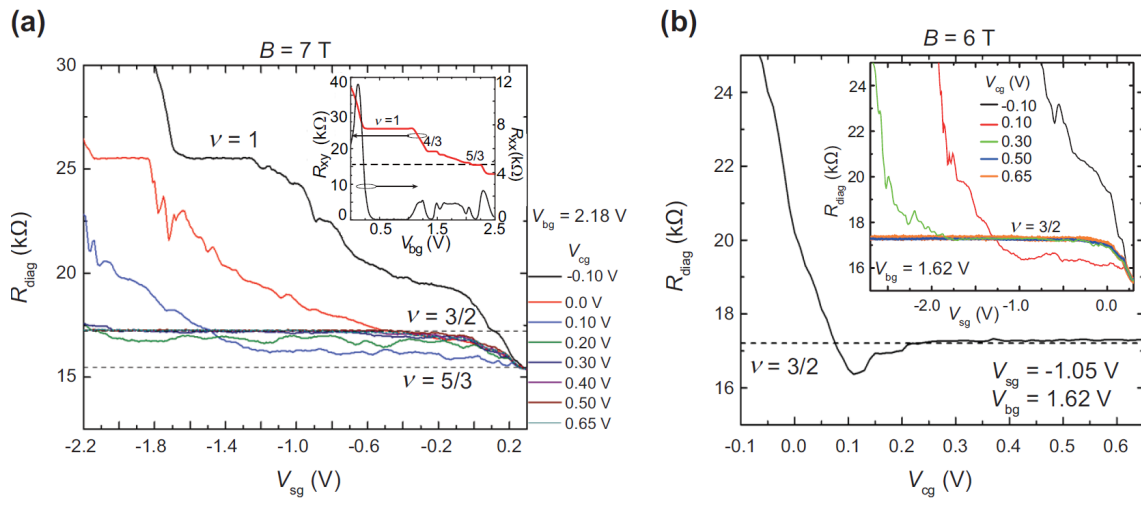 (a)
B = 7 T
30
25
20
15
R_diag (kΩ)
-2.2
-1.8
-1.4
-1.0
-0.6
-0.2
0.2
V_sg (V)
ν = 1
ν = 3/2
ν = 5/3
40
30
20
10
0
R_xy (kΩ)
12
8
4
0
R_xx (kΩ)
0.5
1.5
2.5
V_bg (V)
ν = 1
4/3
5/3
V_bg = 2.18 V
V_cg
-0.10 V
0.0 V
0.10 V
0.20 V
0.30 V
0.40 V
0.50 V
0.65 V
(b)
B = 6 T
24
22
20
18
16
R_diag (kΩ)
-0.1
0.0
0.1
0.2
0.3
0.4
0.5
0.6
V_cg (V)
ν = 3/2
V_sg = -1.05 V
V_bg = 1.62 V
24
22
20
18
16
R_diag (kΩ)
-2.0
-1.0
0.0
V_sg (V)
V_cg (V)
-0.10
0.10
0.30
0.50
0.65
ν = 3/2
V_bg = 1.62 V